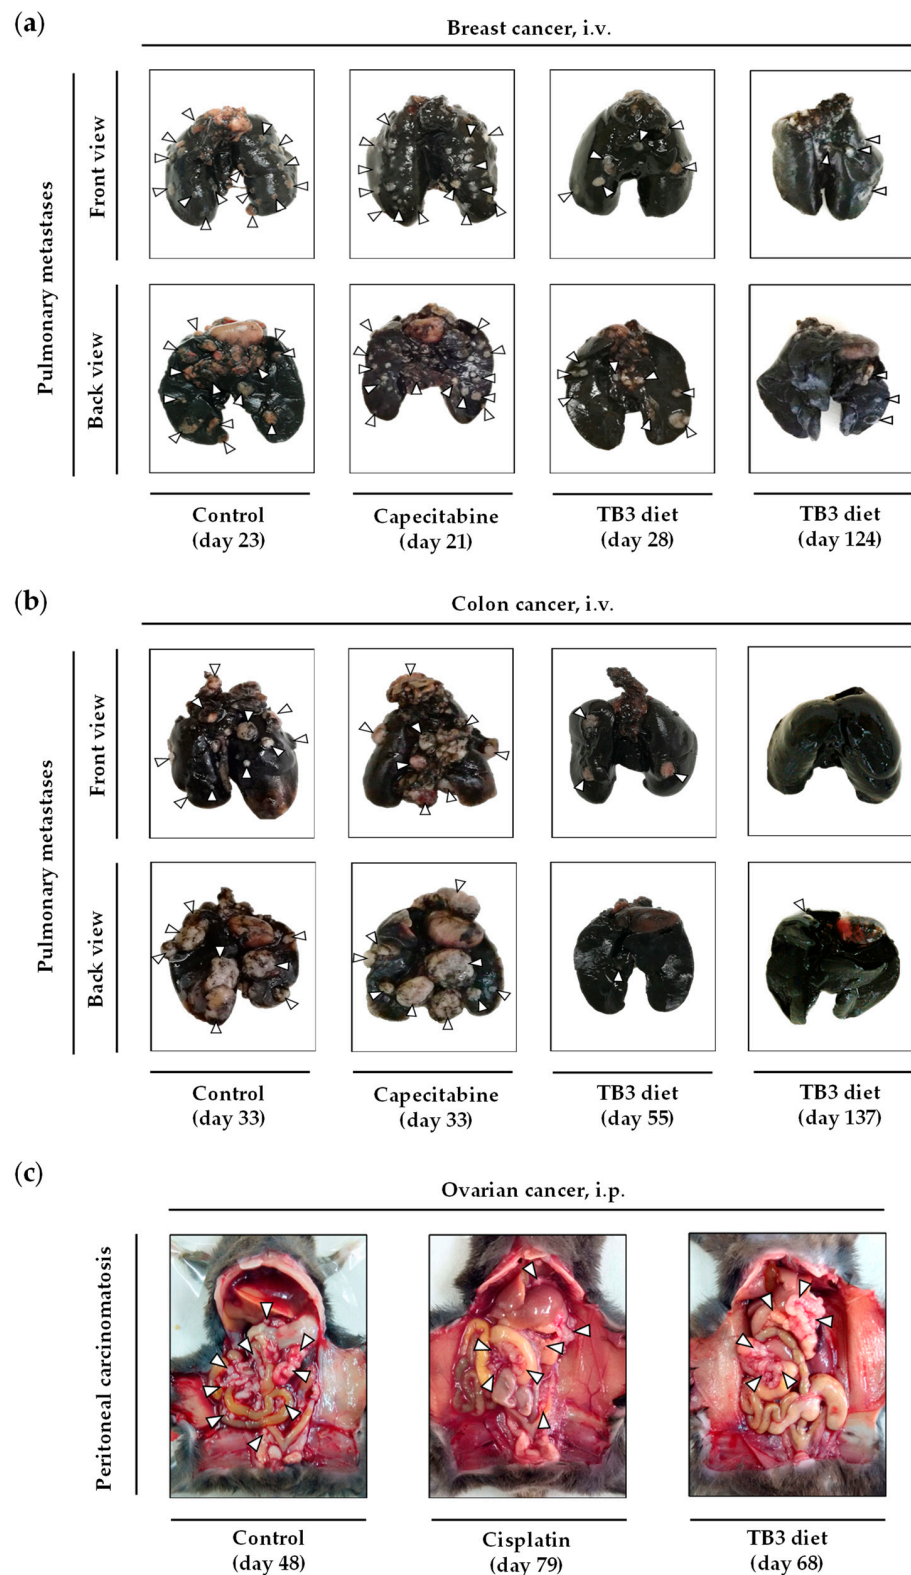 (a)
Breast cancer, i.v.
Pulmonary metastases
Front view
Back view
Control
(day 23)
Capecitabine
(day 21)
TB3 diet
(day 28)
TB3 diet
(day 124)
(b)
Colon cancer, i.v.
Pulmonary metastases
Front view
Back view
Control
(day 33)
Capecitabine
(day 33)
TB3 diet
(day 55)
TB3 diet
(day 137)
(c)
Ovarian cancer, i.p.
Peritoneal carcinomatosis
Control
(day 48)
Cisplatin
(day 79)
TB3 diet
(day 68)